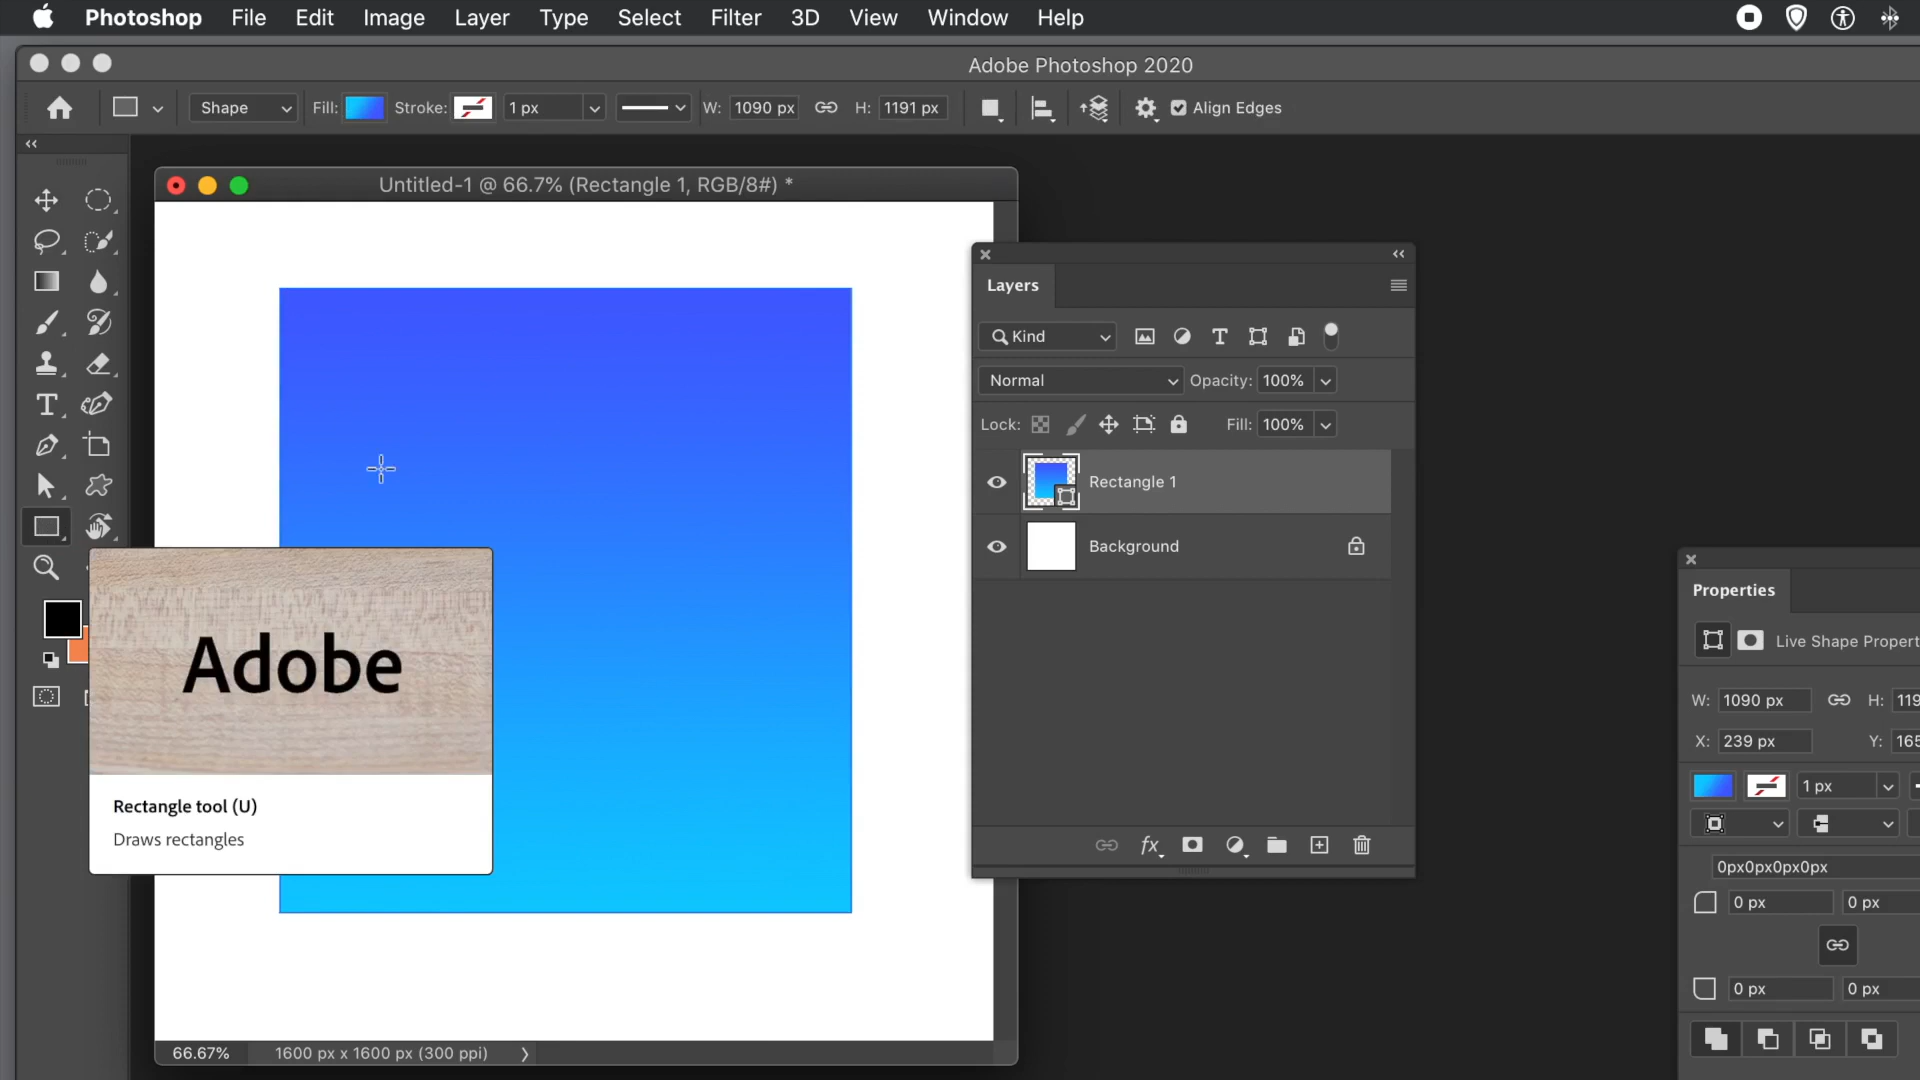 Photoshop File Edit Image Layer Type Select Filter 3D View Window Help
Adobe Photoshop 2020
Shape Fill: Stroke: 1 px W: 1090 px H: 1191 px Align Edges
Untitled-1 @ 66.7% (Rectangle 1, RGB/8#) *
Layers
Kind
Normal Opacity: 100%
Lock: Fill: 100%
Rectangle 1
Background
fx
Adobe
Rectangle tool (U)
Draws rectangles
66.67% 1600 px x 1600 px (300 ppi)
Properties
Live Shape Propert
W: 1090 px H: 119
X: 239 px Y: 165
1 px
0px0px0px0px
0 px 0 px
0 px 0 px